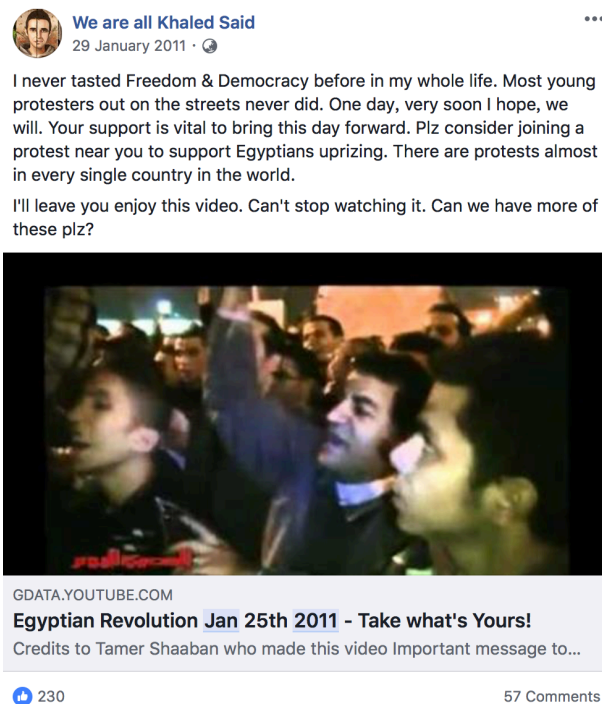 We are all Khaled Said
29 January 2011 ·
I never tasted Freedom & Democracy before in my whole life. Most young
protesters out on the streets never did. One day, very soon I hope, we
will. Your support is vital to bring this day forward. Plz consider joining a
protest near you to support Egyptians uprizing. There are protests almost
in every single country in the world.
I'll leave you enjoy this video. Can't stop watching it. Can we have more of
these plz?
GDATA.YOUTUBE.COM
Egyptian Revolution Jan 25th 2011 - Take what's Yours!
Credits to Tamer Shaaban who made this video Important message to...
230
57 Comments